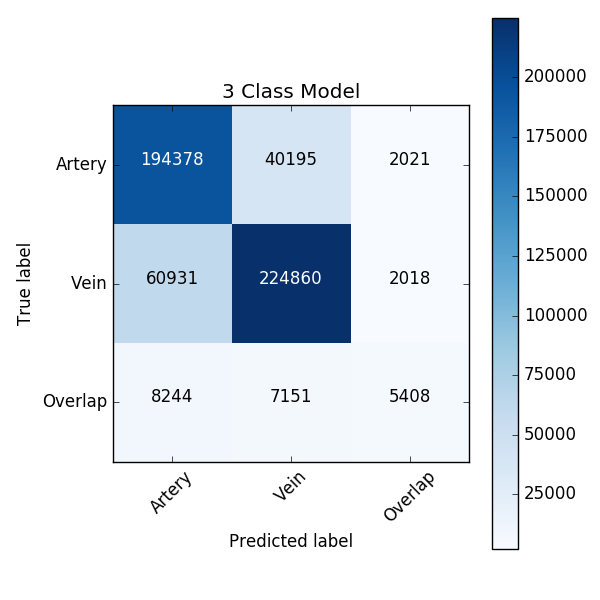 3 Class Model
Artery 194378 40195 2021
Vein 60931 224860 2018
Overlap 8244 7151 5408
Artery Vein Overlap
True label
Predicted label
200000
175000
150000
125000
100000
75000
50000
25000